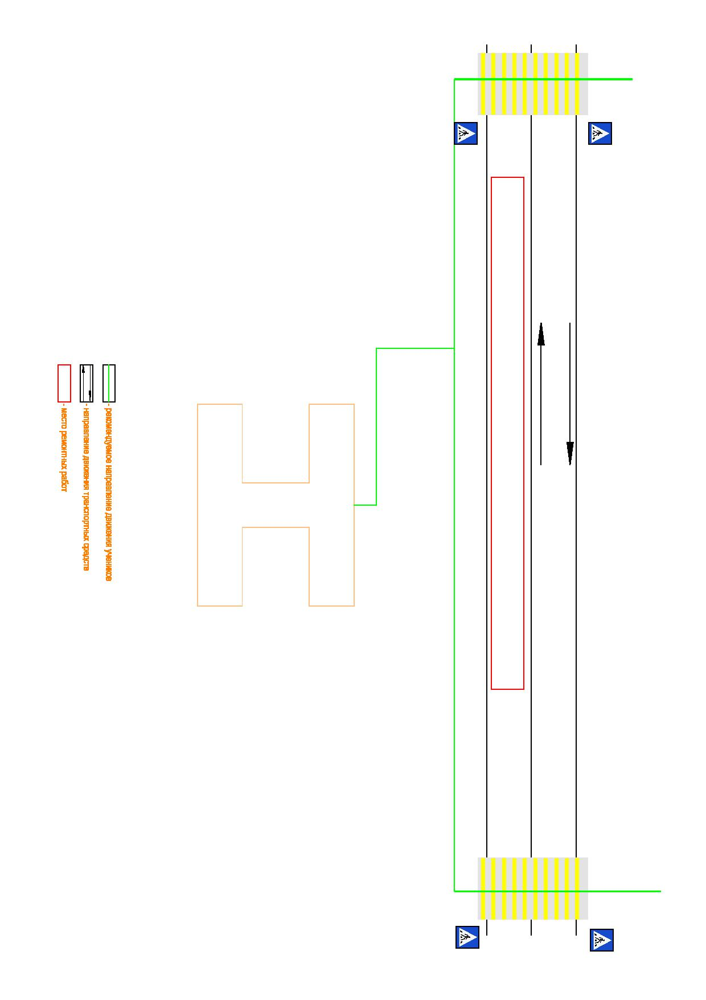 - рекомендуемое направление движения учеников
- направление движения транспортных средств
- место ремонтных работ